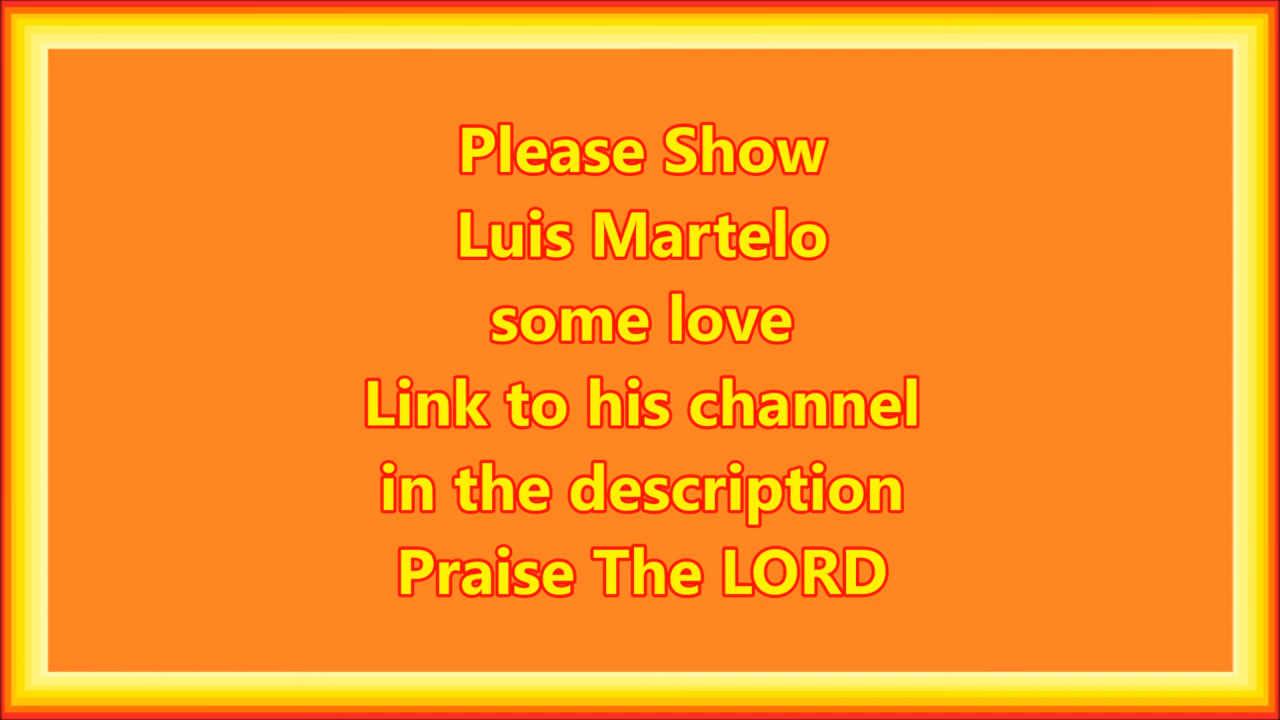 Please Show
Luis Martelo
some love
Link to his channel
in the description
Praise The LORD